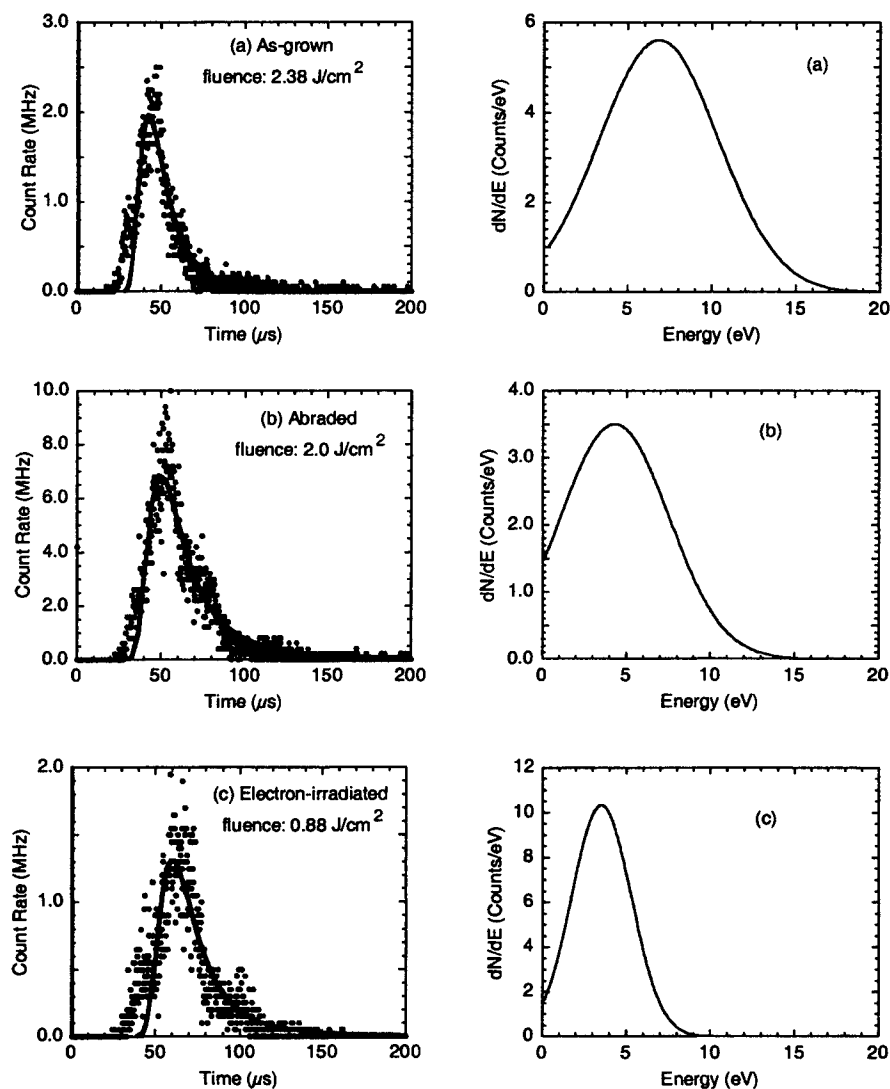 3.0
(a) As-grown
fluence: 2.38 J/cm²
2.0
1.0
0.0
Count Rate (MHz)
0 50 100 150 200
Time (μs)
6
(a)
4
2
0
dN/dE (Counts/eV)
0 5 10 15 20
Energy (eV)
10.0
(b) Abraded
fluence: 2.0 J/cm²
8.0
6.0
4.0
2.0
0.0
Count Rate (MHz)
0 50 100 150 200
Time (μs)
4.0
(b)
3.0
2.0
1.0
0.0
dN/dE (Counts/eV)
0 5 10 15 20
Energy (eV)
2.0
(c) Electron-irradiated
fluence: 0.88 J/cm²
1.0
0.0
Count Rate (MHz)
0 50 100 150 200
Time (μs)
12
10
(c)
8
6
4
2
0
dN/dE (Counts/eV)
0 5 10 15 20
Energy (eV)